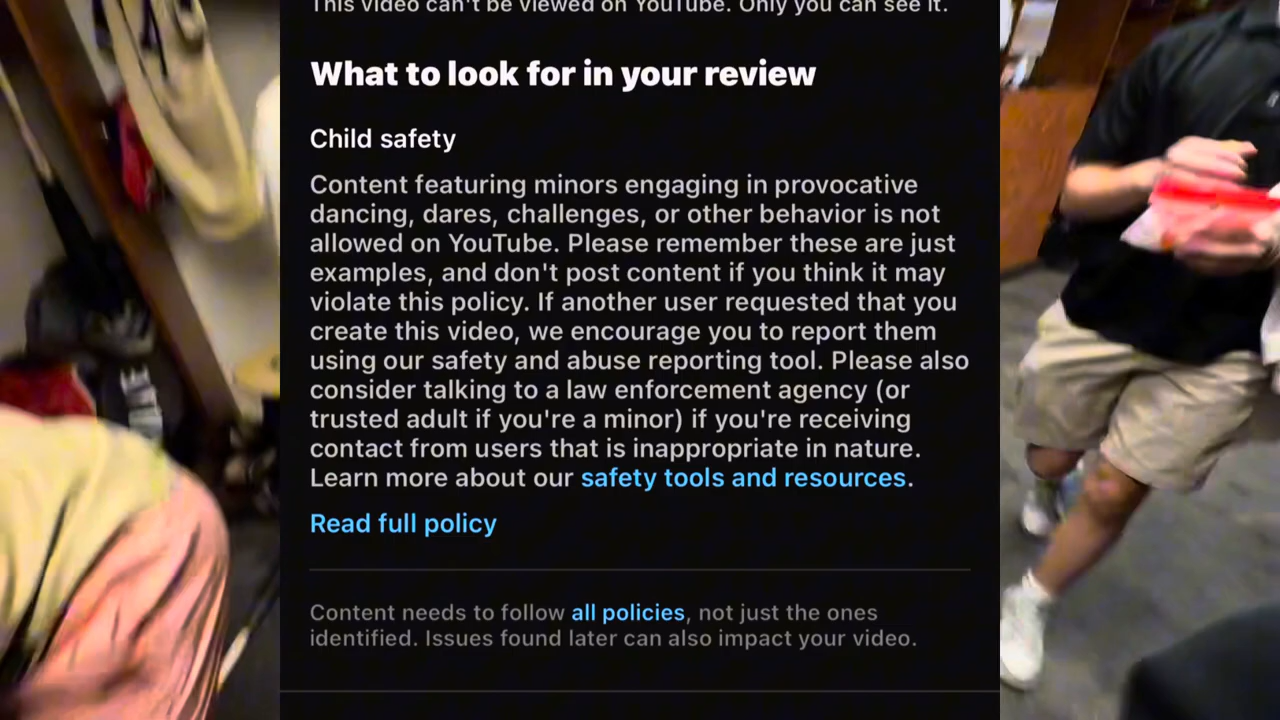 This video can't be viewed on YouTube. Only you can see it.
What to look for in your review
Child safety
Content featuring minors engaging in provocative
dancing, dares, challenges, or other behavior is not
allowed on YouTube. Please remember these are just
examples, and don't post content if you think it may
violate this policy. If another user requested that you
create this video, we encourage you to report them
using our safety and abuse reporting tool. Please also
consider talking to a law enforcement agency (or
trusted adult if you're a minor) if you're receiving
contact from users that is inappropriate in nature.
Learn more about our safety tools and resources.
Read full policy
Content needs to follow all policies, not just the ones
identified. Issues found later can also impact your video.